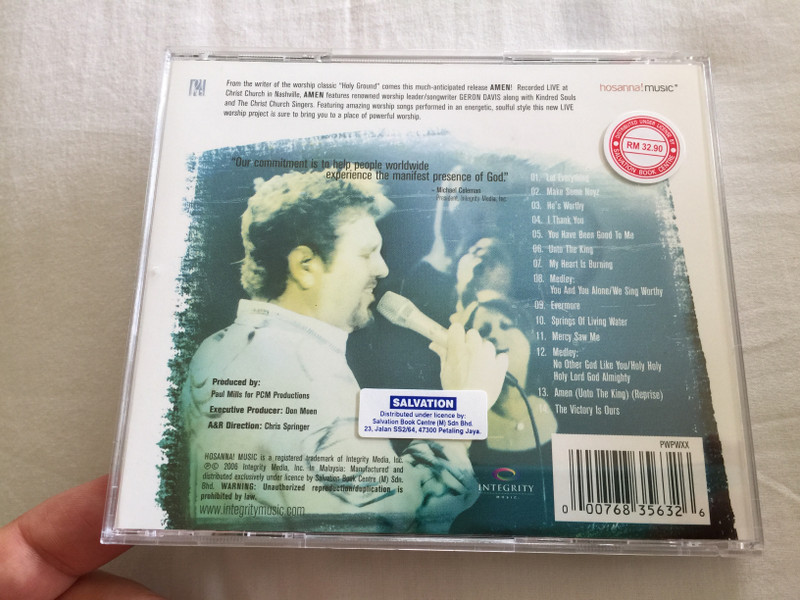 From the writer of the worship classic "Holy Ground" comes this much-anticipated release AMEN! Recorded LIVE at
Christ Church in Nashville, AMEN features renowned worship leader/songwriter GERON DAVIS along with Kindred Souls
and The Christ Church Singers. Featuring amazing worship songs performed in an energetic, soulful style this new LIVE
worship project is sure to bring you to a place of powerful worship.
hosanna! music
DISTRIBUTED UNDER LICENCE BY
RM 32.90
SALVATION BOOK CENTRE
"Our commitment is to help people worldwide
experience the manifest presence of God."
– Michael Coleman
President, Integrity Media, Inc.
01. Let Everything
02. Make Some Noyz
03. He's Worthy
04. I Thank You
05. You Have Been Good To Me
06. Unto The King
07. My Heart Is Burning
08. Medley:
You And You Alone/We Sing Worthy
09. Evermore
10. Springs Of Living Water
11. Mercy Saw Me
12. Medley:
No Other God Like You/Holy Holy
Holy Lord God Almighty
13. Amen (Unto The King) (Reprise)
14. The Victory Is Ours
Produced by:
Paul Mills for PCM Productions
Executive Producer: Don Moen
A&R Direction: Chris Springer
SALVATION
Distributed under licence by:
Salvation Book Centre (M) Sdn Bhd.
23, Jalan SS2/64, 47300 Petaling Jaya.
HOSANNA! MUSIC is a registered trademark of Integrity Media, Inc.
℗© 2006 Integrity Media, Inc. In Malaysia: Manufactured and
distributed exclusively under licence by Salvation Book Centre (M) Sdn.
Bhd. WARNING: Unauthorized reproduction/duplication is
prohibited by law.
www.integritymusic.com
INTEGRITY
MUSIC
PWPWXX
0 00768 35632 6